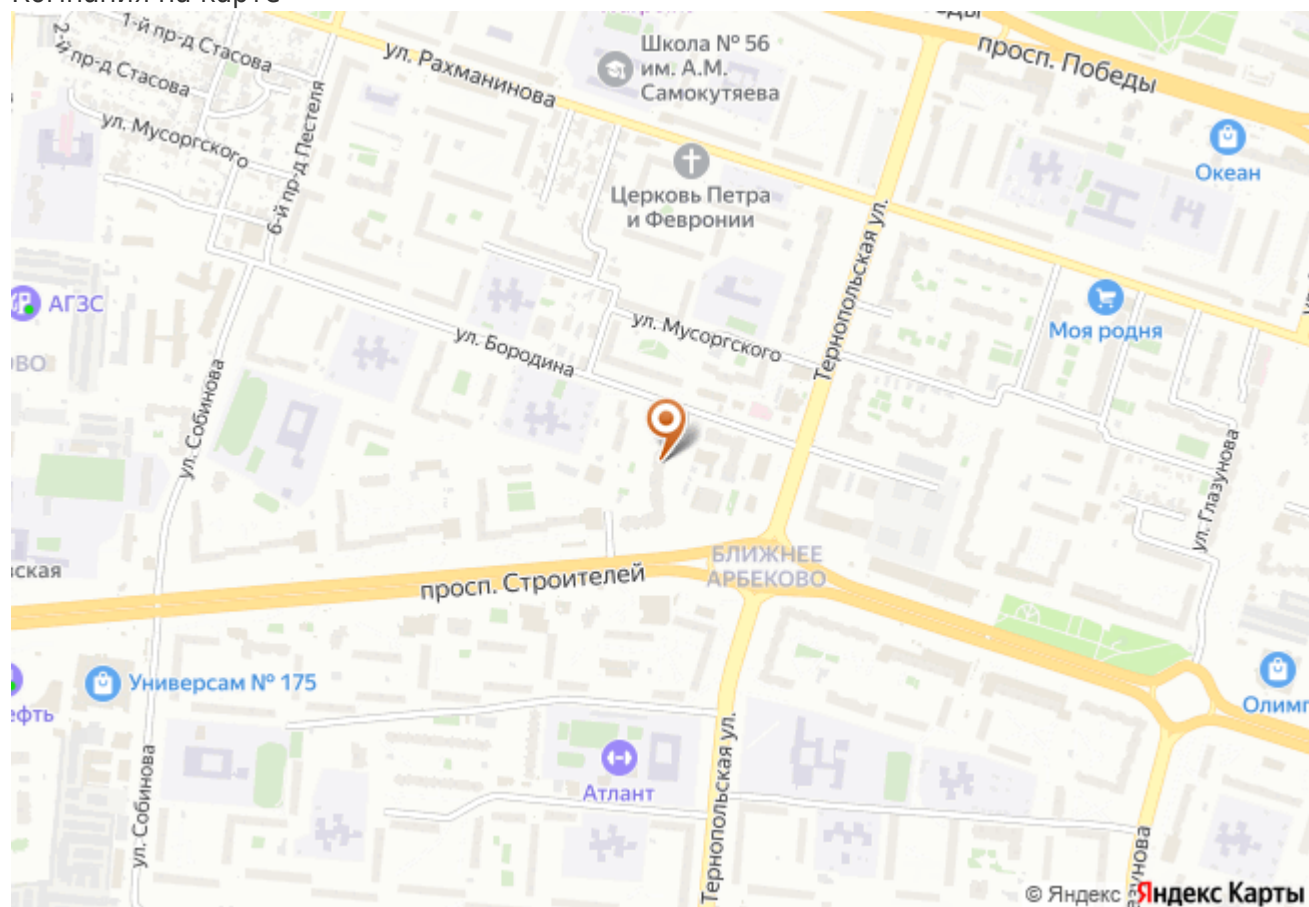 1-й пр-д Стасова
2-й пр-д Стасова
ул. Рахманинова
Школа № 56
им. А.М.
Самокутяева
просп. Победы
ул. Мусоргского
6-й пр-д Пестеля
Океан
Церковь Петра
и Февронии
Тернопольская ул.
АГЗС
ул. Мусоргского
Моя родня
ул. Бородина
ул. Собинова
ул. Глазунова
просп. Строителей
БЛИЖНЕЕ
АРБЕКОВО
Универсам № 175
Олимп
ул. Собинова
Атлант
Тернопольская ул.
© Яндекс Яндекс Карты